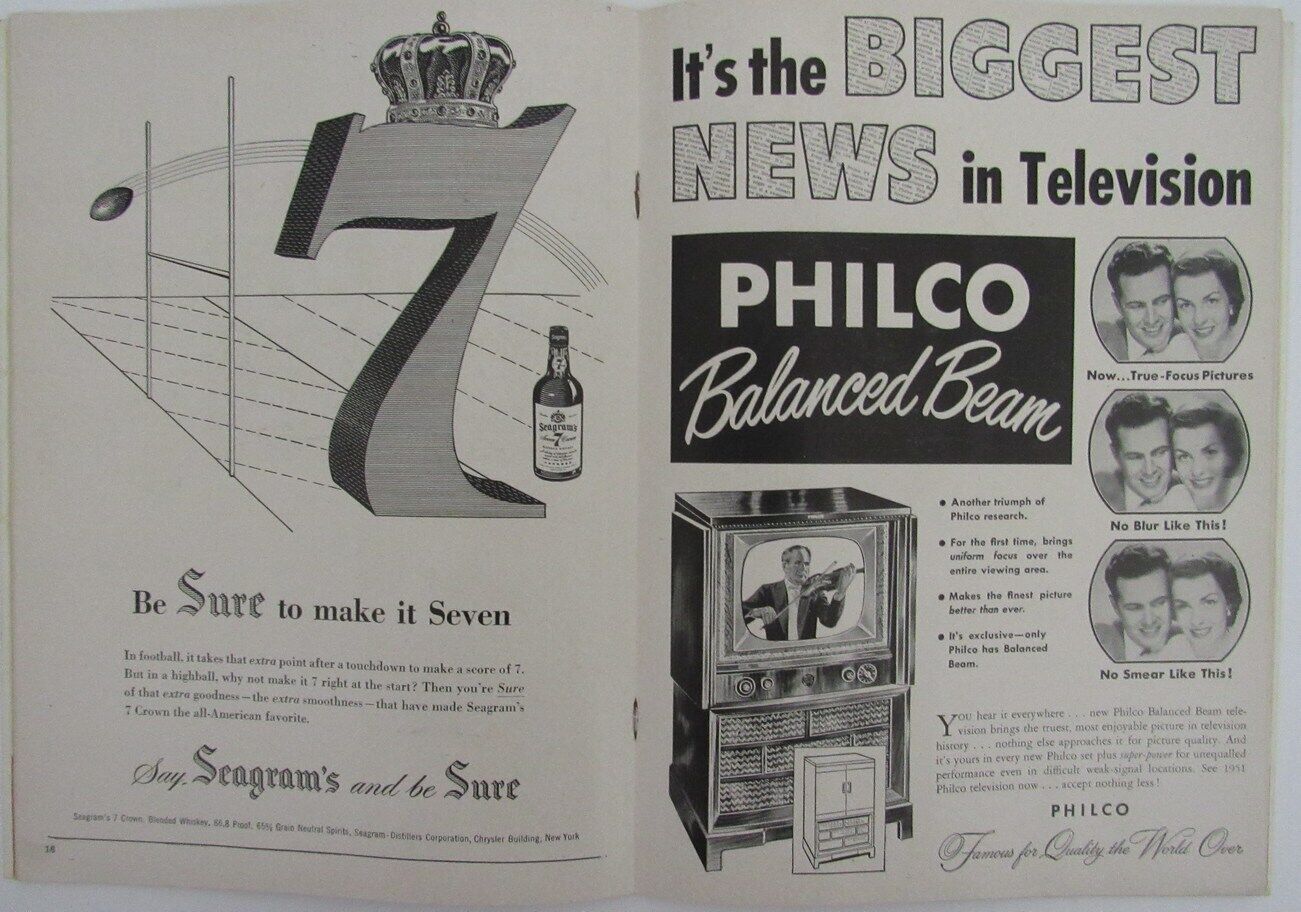 7
Seagram's
Seven 7 Crown
Be Sure to make it Seven
In football, it takes that extra point after a touchdown to make a score of 7.
But in a highball, why not make it 7 right at the start? Then you're Sure
of that extra goodness—the extra smoothness—that have made Seagram's
7 Crown the all-American favorite.
Say Seagram's and be Sure
Seagram's 7 Crown. Blended Whiskey. 86.8 Proof. 65% Grain Neutral Spirits. Seagram-Distillers Corporation, Chrysler Building, New York
16
It's the BIGGEST
NEWS in Television
PHILCO
Balanced Beam
Now...True-Focus Pictures
No Blur Like This!
No Smear Like This!
• Another triumph of
Philco research.
• For the first time, brings
uniform focus over the
entire viewing area.
• Makes the finest picture
better than ever.
• It's exclusive—only
Philco has Balanced
Beam.
YOU hear it everywhere . . . new Philco Balanced Beam tele-
vision brings the truest, most enjoyable picture in television
history . . . nothing else approaches it for picture quality. And
it's yours in every new Philco set plus super-power for unequalled
performance even in difficult weak-signal locations. See 1951
Philco television now . . . accept nothing less!
PHILCO
Famous for Quality the World Over